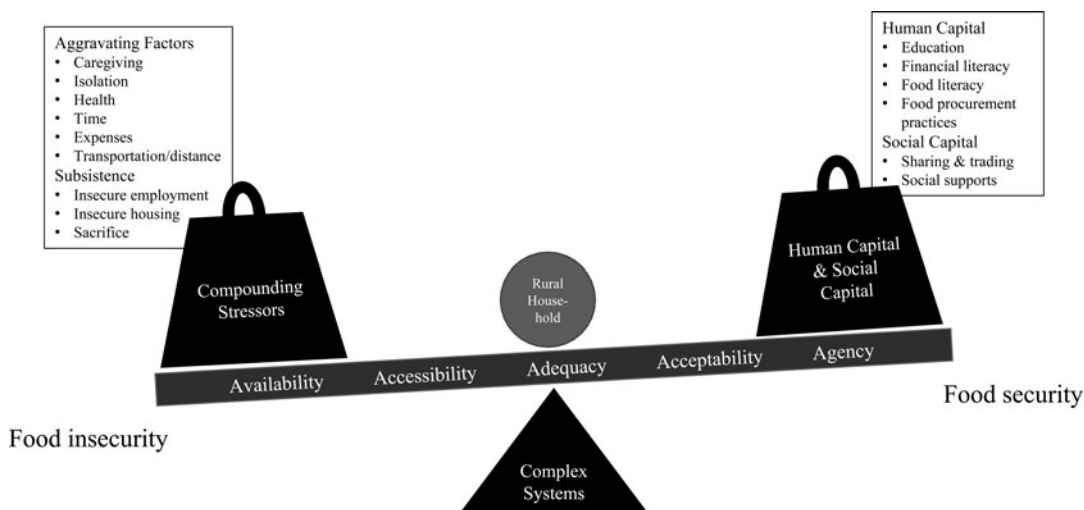 Aggravating Factors
• Caregiving
• Isolation
• Health
• Time
• Expenses
• Transportation/distance
Subsistence
• Insecure employment
• Insecure housing
• Sacrifice
Human Capital
• Education
• Financial literacy
• Food literacy
• Food procurement
practices
Social Capital
• Sharing & trading
• Social supports
Compounding
Stressors
Rural
House-
hold
Human Capital
& Social
Capital
Availability Accessibility Adequacy Acceptability Agency
Food insecurity
Food security
Complex
Systems